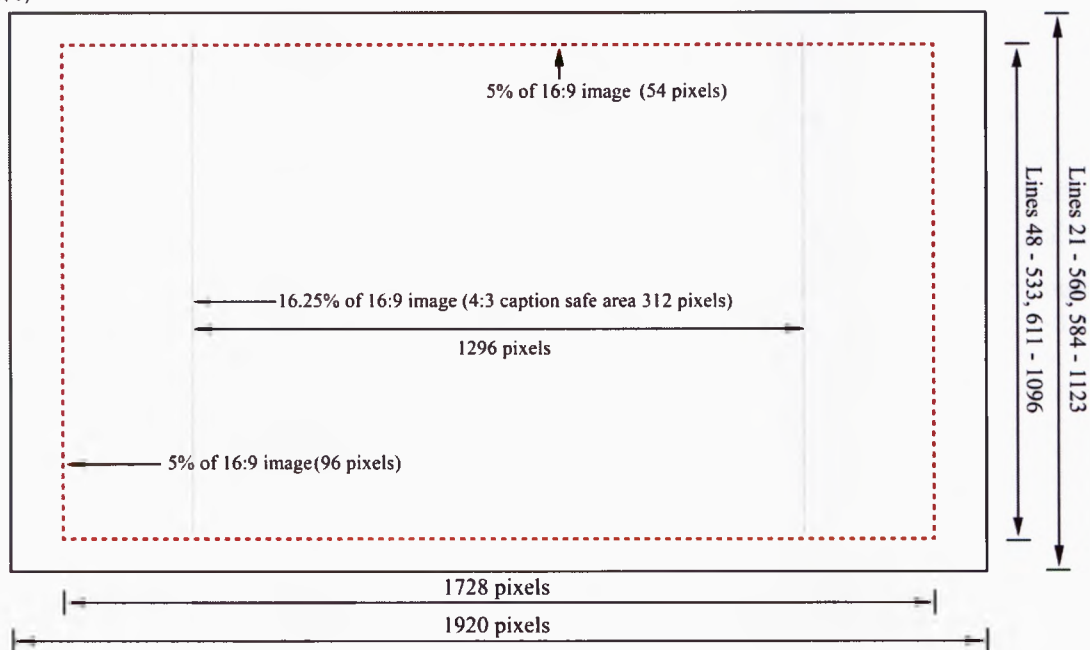 5% of 16:9 image (54 pixels)
16.25% of 16:9 image (4:3 caption safe area 312 pixels)
1296 pixels
5% of 16:9 image (96 pixels)
1728 pixels
1920 pixels
Lines 48 - 533, 611 - 1096
Lines 21 - 560, 584 - 1123